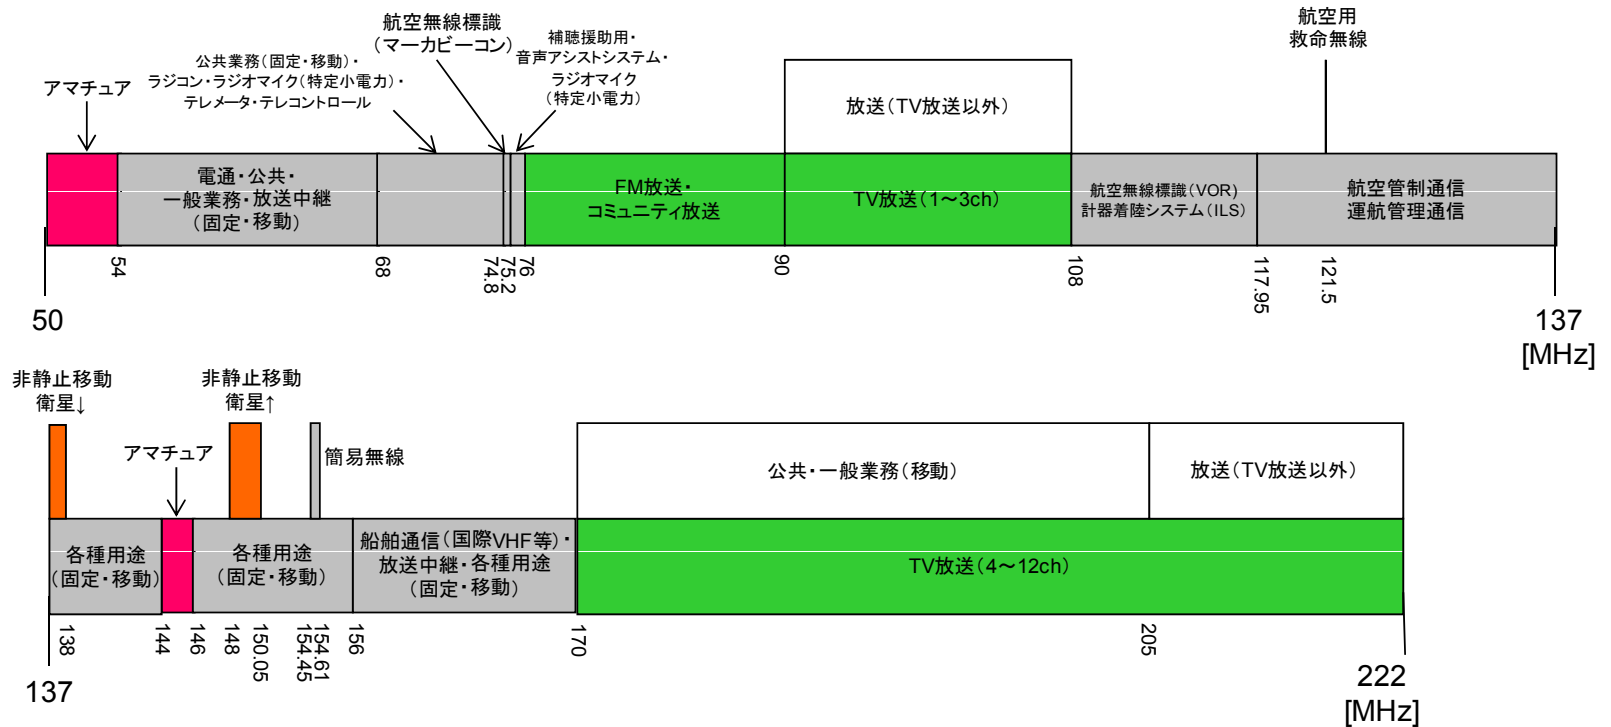 航空無線標識
(マーカビーコン)
補聴援助用・
音声アシストシステム・
ラジオマイク
(特定小電力)
航空用
救命無線
公共業務(固定・移動)・
ラジコン・ラジオマイク(特定小電力)・
テレメータ・テレコントロール
アマチュア
放送(TV放送以外)
電通・公共・
一般業務・放送中継
(固定・移動)
FM放送・
コミュニティ放送
TV放送(1~3ch)
航空無線標識(VOR)
計器着陸システム(ILS)
航空管制通信
運航管理通信
54
68
74.8
75.2
76
90
108
117.95
121.5
50
137
[MHz]
非静止移動
衛星↓
非静止移動
衛星↑
アマチュア
簡易無線
公共・一般業務(移動)
放送(TV放送以外)
各種用途
(固定・移動)
各種用途
(固定・移動)
船舶通信(国際VHF等)・
放送中継・各種用途
(固定・移動)
TV放送(4~12ch)
138
144
146
148
150.05
154.45
154.61
156
170
205
137
222
[MHz]